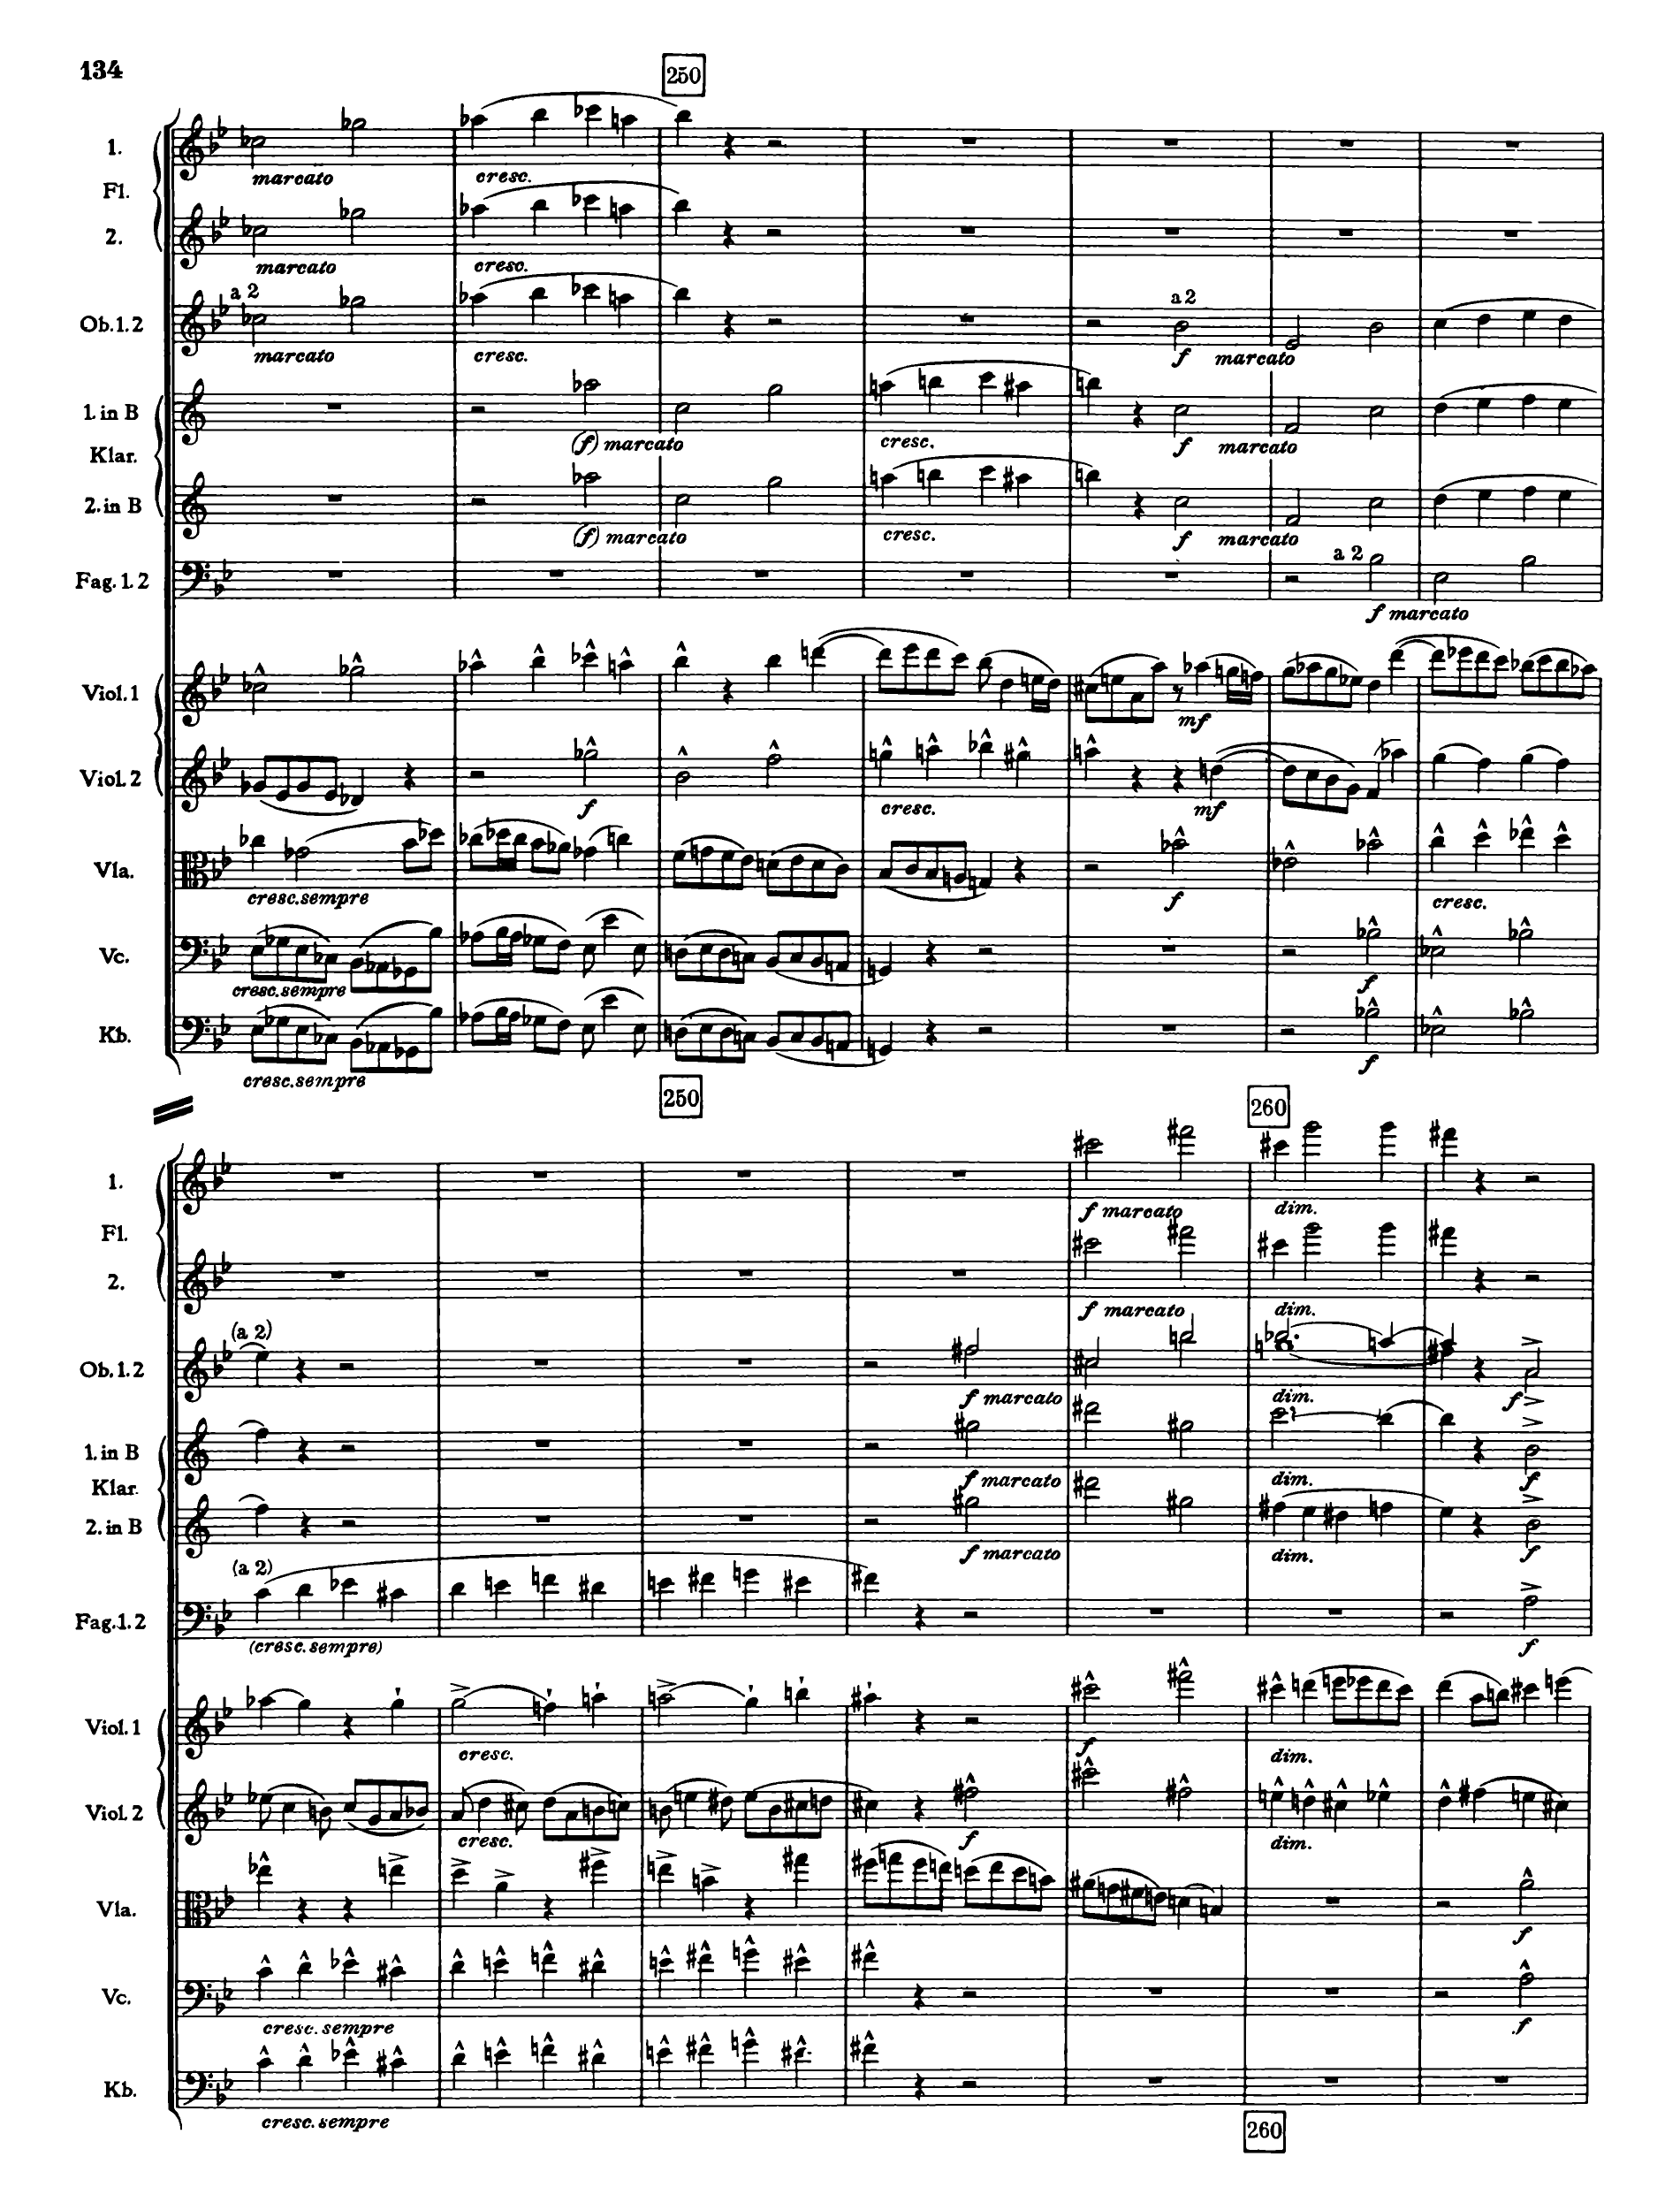 134
250
1.
marcato
cresc.
Fl.
2.
marcato
cresc.
a 2
a 2
Ob. 1. 2
marcato
cresc.
f
marcato
1. in B
(f) marcato
cresc.
f
marcato
Klar.
2. in B
(f) marcato
cresc.
f
marcato
a 2
Fag. 1. 2
f marcato
Viol. 1
mf
Viol. 2
f
cresc.
mf
Vla.
cresc. sempre
f
cresc.
Vc.
cresc. sempre
f
Kb.
cresc. sempre
f
250
260
1.
f marcato
dim.
Fl.
2.
f marcato
dim.
(a 2)
Ob. 1. 2
f marcato
dim.
f
1. in B
f marcato
dim.
f
Klar.
2. in B
f marcato
dim.
f
(a 2)
Fag. 1. 2
(cresc. sempre)
f
Viol. 1
cresc.
f
dim.
Viol. 2
cresc.
f
dim.
Vla.
f
Vc.
cresc. sempre
f
Kb.
cresc. sempre
260